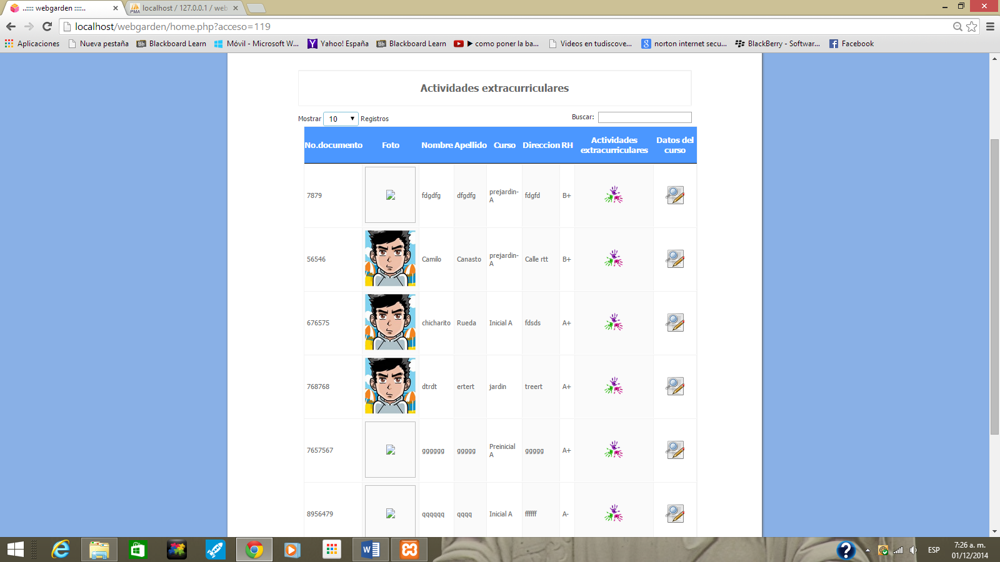 ..:::: webgarden ::::..
localhost / 127.0.0.1 / web
localhost/webgarden/home.php?acceso=119
Aplicaciones
Nueva pestaña
Blackboard Learn
Móvil - Microsoft W...
Yahoo! España
Blackboard Learn
como poner la ba...
Videos en tudiscove...
norton internet secu...
BlackBerry - Softwar...
Facebook
Actividades extracurriculares
Mostrar 10 Registros
Buscar:
No.documento Foto Nombre Apellido Curso Direccion RH Actividades extracurriculares Datos del curso
7879 fdgdfg dfgdfg prejardin-A fdgfd B+
56546 Camilo Canasto prejardin-A Calle rtt B+
676575 chicharito Rueda Inicial A fdsds A+
768768 dtrdt ertert jardin treert A+
7657567 gggggg ggggg Preinicial A ggggg A+
8956479 qqqqqq qqqq Inicial A ffffff A-
ESP
7:26 a. m.
01/12/2014